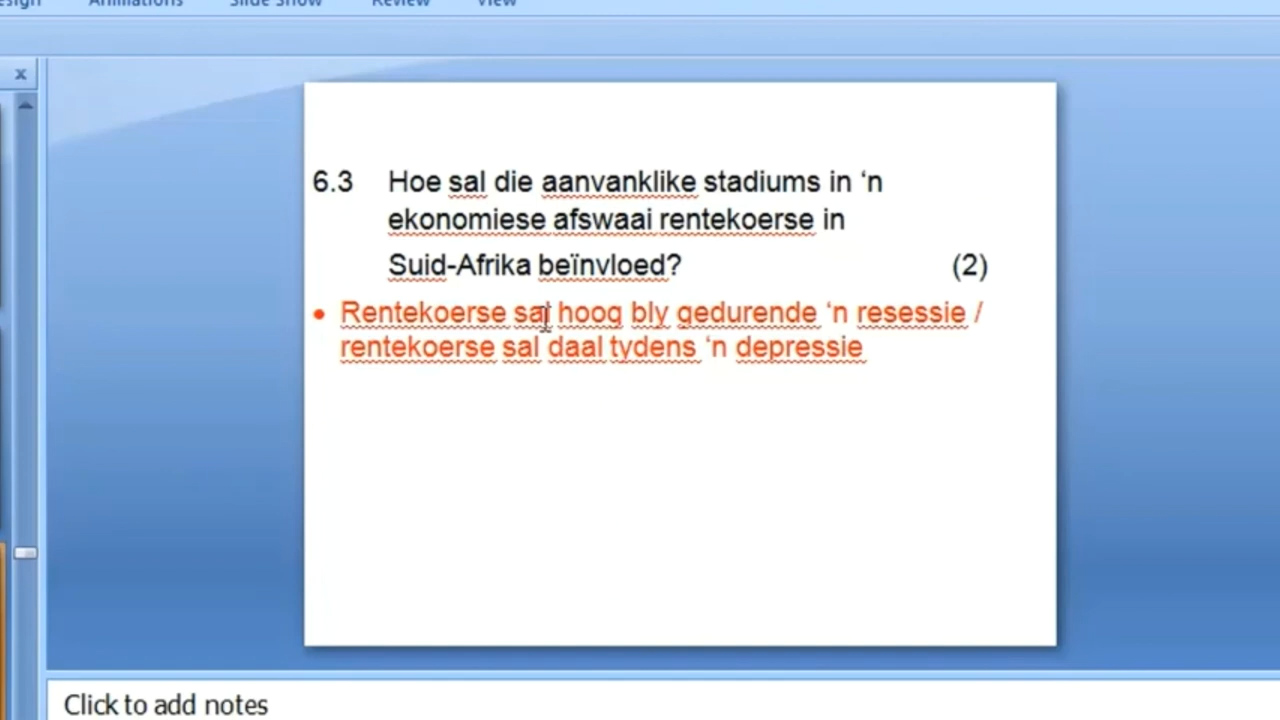 Animations Slide Show Review View
x
6.3 Hoe sal die aanvanklike stadiums in ‘n
ekonomiese afswaai rentekoerse in
Suid-Afrika beïnvloed? (2)
• Rentekoerse sal hoog bly gedurende ‘n resessie /
rentekoerse sal daal tydens ‘n depressie
Click to add notes